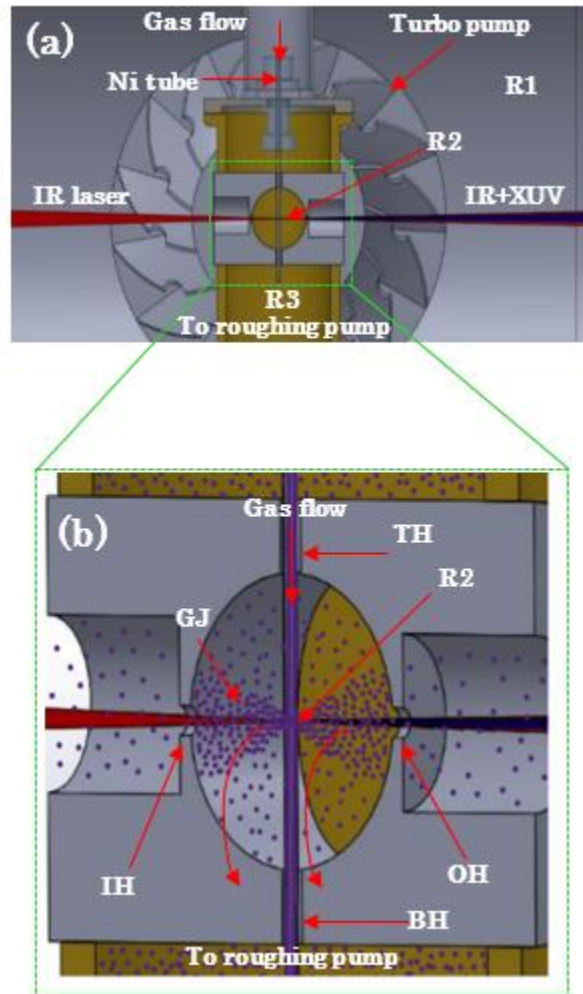 (a)
Gas flow
Turbo pump
Ni tube
R1
R2
IR laser
IR+XUV
R3
To roughing pump
(b)
Gas flow
TH
R2
GJ
IH
OH
BH
To roughing pump